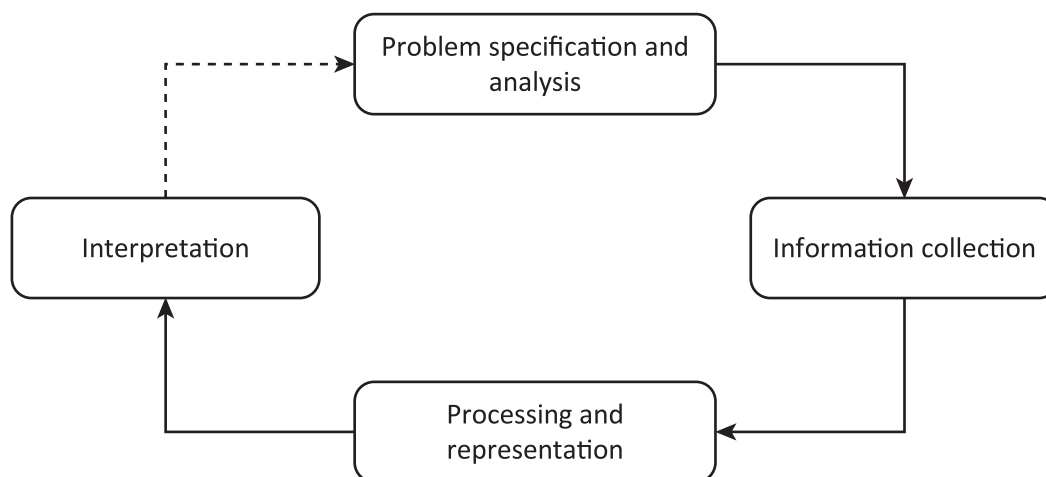 Problem specification and
analysis
Interpretation
Information collection
Processing and
representation